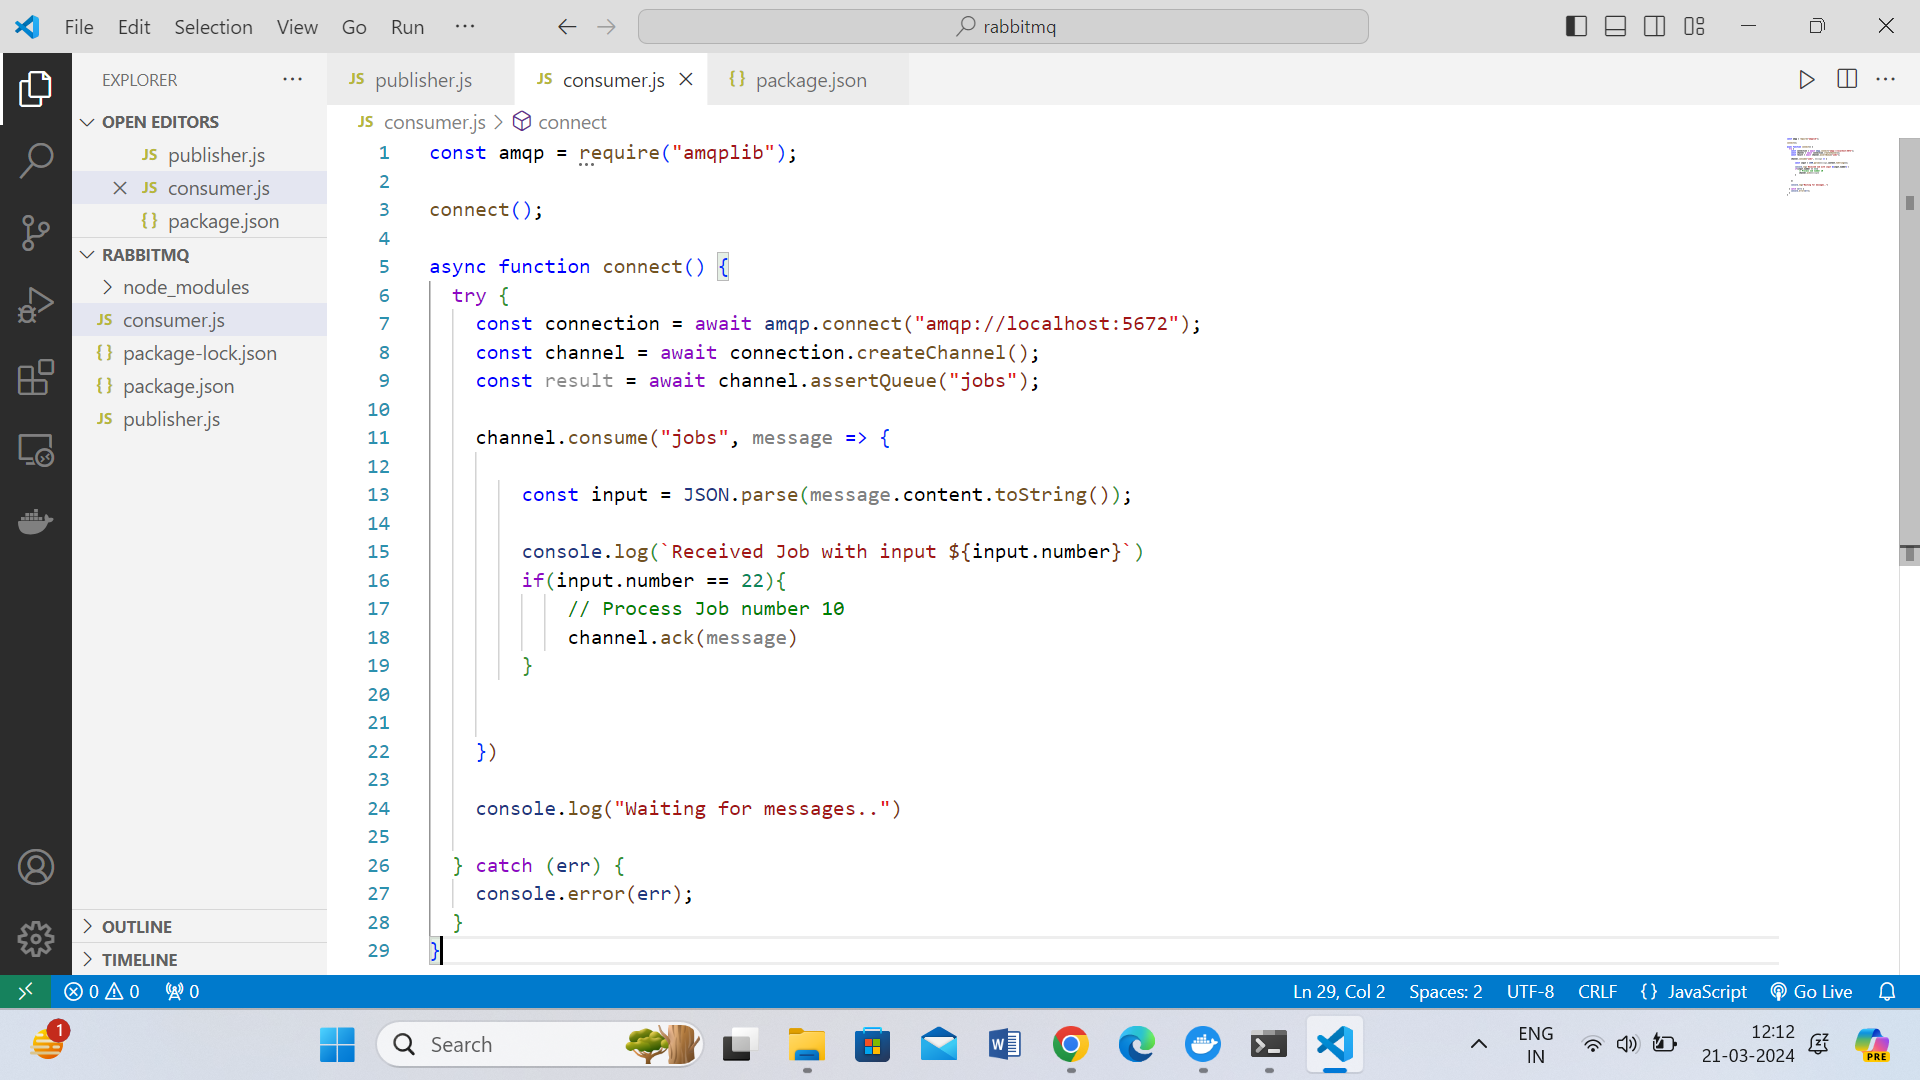 File Edit Selection View Go Run ···
rabbitmq
EXPLORER ···
OPEN EDITORS
JS publisher.js
JS consumer.js
{} package.json
RABBITMQ
node_modules
JS consumer.js
{} package-lock.json
{} package.json
JS publisher.js
OUTLINE
TIMELINE
JS publisher.js JS consumer.js {} package.json
JS consumer.js > connect
1 const amqp = require("amqplib");
2
3 connect();
4
5 async function connect() {
6 try {
7 const connection = await amqp.connect("amqp://localhost:5672");
8 const channel = await connection.createChannel();
9 const result = await channel.assertQueue("jobs");
10
11 channel.consume("jobs", message => {
12
13 const input = JSON.parse(message.content.toString());
14
15 console.log(`Received Job with input ${input.number}`)
16 if(input.number == 22){
17 // Process Job number 10
18 channel.ack(message)
19 }
20
21
22 })
23
24 console.log("Waiting for messages..")
25
26 } catch (err) {
27 console.error(err);
28 }
29 }
0 0 0 Ln 29, Col 2 Spaces: 2 UTF-8 CRLF {} JavaScript Go Live
1 Search ENG
IN
12:12
21-03-2024
PRE